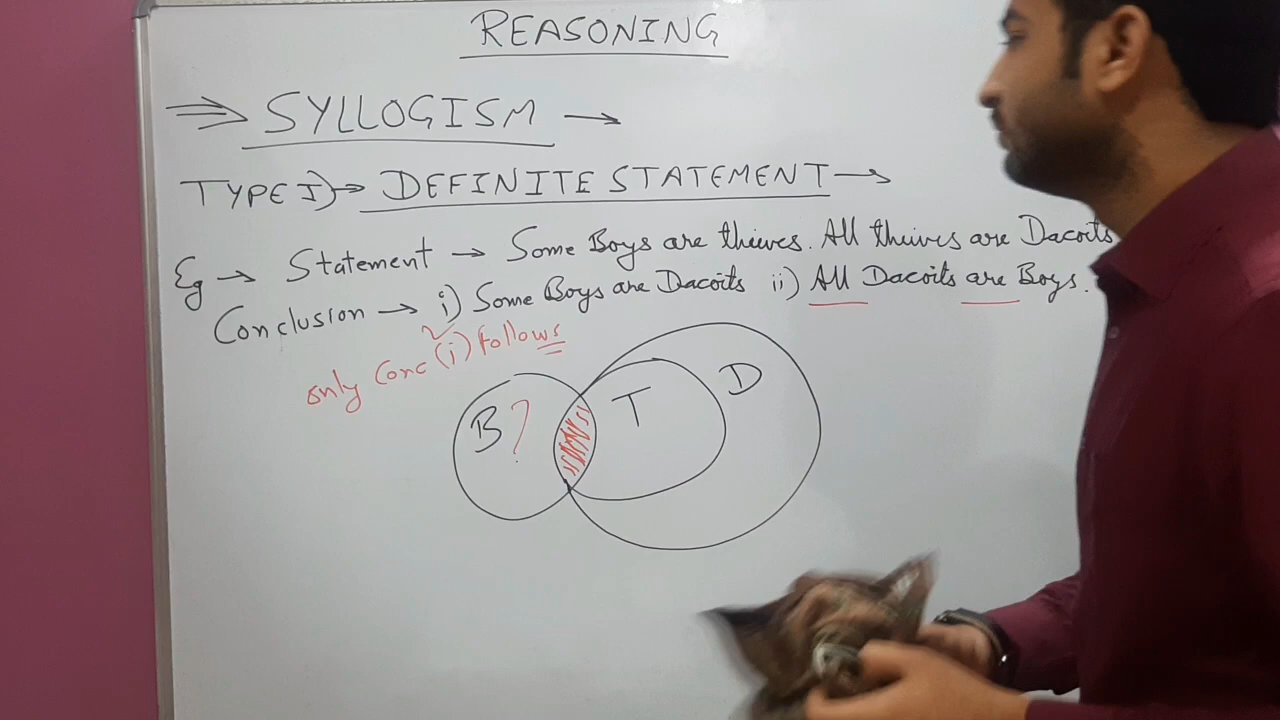 REASONING
⇒ SYLLOGISM →
TYPE I)→ DEFINITE STATEMENT →
Eg → Statement → Some Boys are thieves. All thieves are Dacoits
Conclusion → i) Some Boys are Dacoits ii) All Dacoits are Boys.
only Conc (i) follows
B ? T D